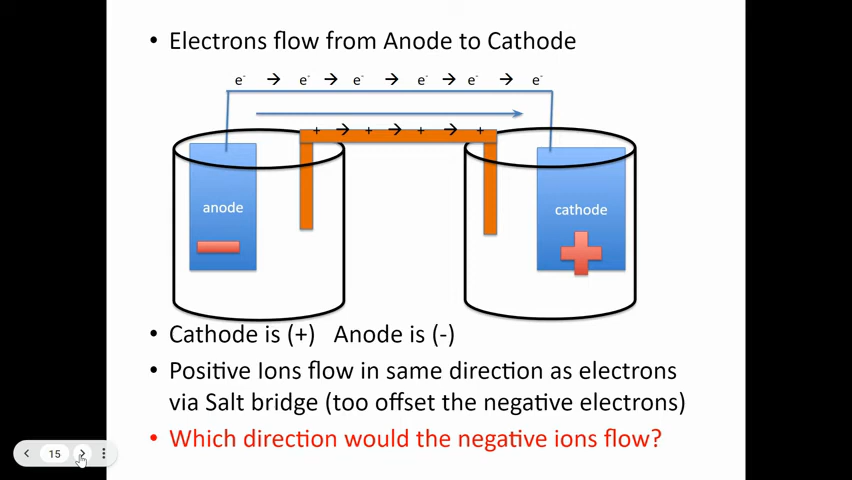 • Electrons flow from Anode to Cathode
e⁻ → e⁻ → e⁻ → e⁻ → e⁻ → e⁻
+ → + → + → +
anode
cathode
• Cathode is (+) Anode is (-)
• Positive Ions flow in same direction as electrons
via Salt bridge (too offset the negative electrons)
• Which direction would the negative ions flow?
15